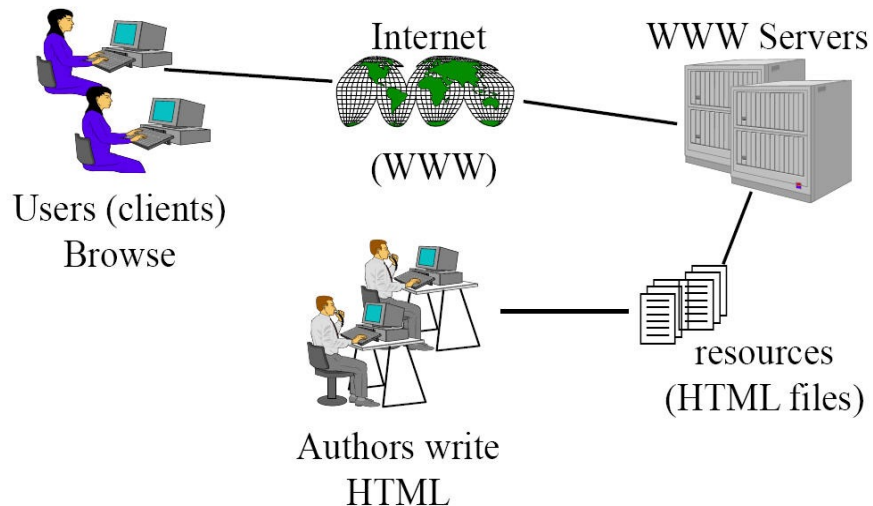 Internet
WWW Servers
(WWW)
Users (clients)
Browse
resources
(HTML files)
Authors write
HTML